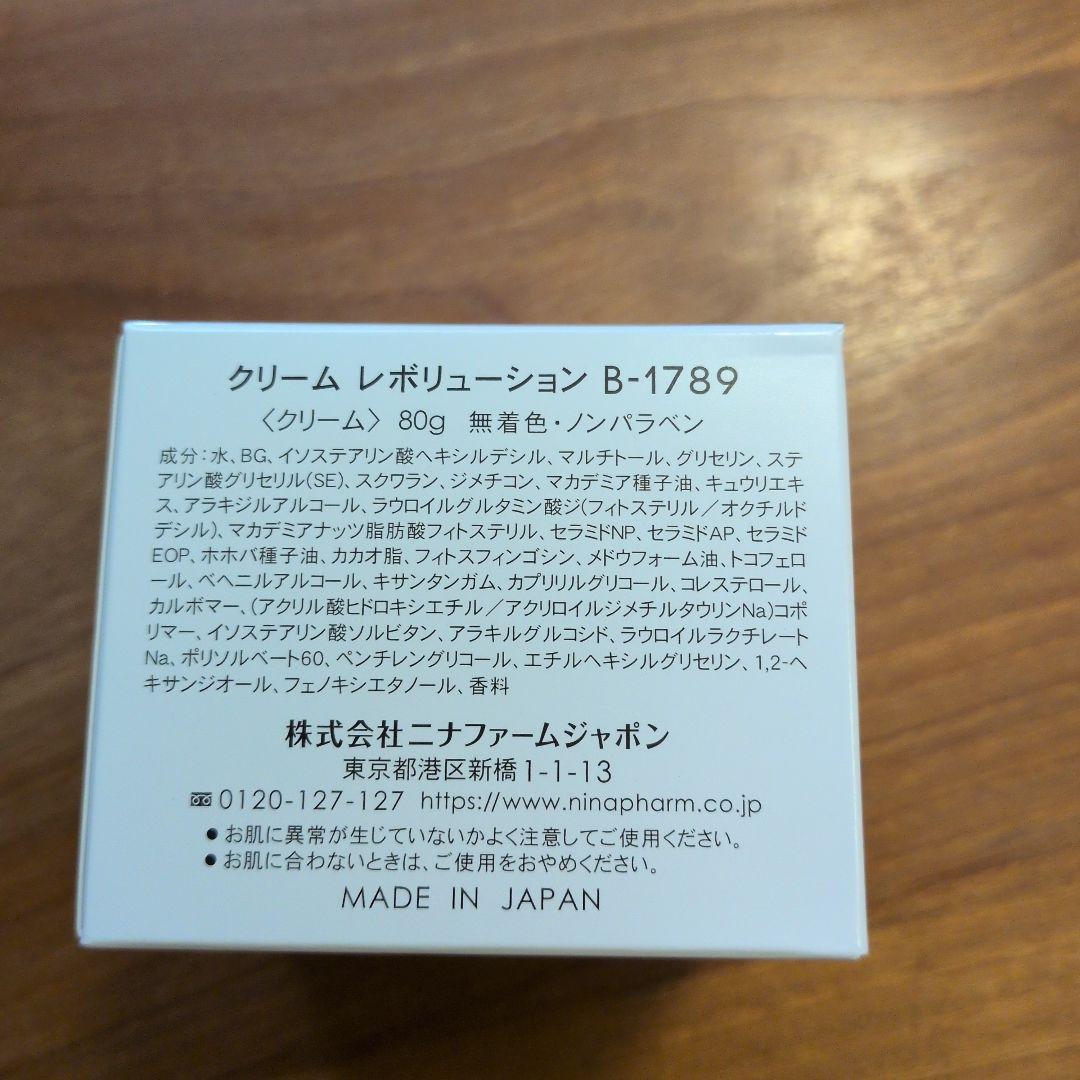 クリーム レボリューション B-1789
〈クリーム〉 80g 無着色・ノンパラベン
成分：水、BG、イソステアリン酸ヘキシルデシル、マルチトール、グリセリン、ステ
アリン酸グリセリル(SE)、スクワラン、ジメチコン、マカデミア種子油、キュウリエキ
ス、アラキジルアルコール、ラウロイルグルタミン酸ジ(フィトステリル／オクチルド
デシル)、マカデミアナッツ脂肪酸フィトステリル、セラミドNP、セラミドAP、セラミド
EOP、ホホバ種子油、カカオ脂、フィトスフィンゴシン、メドウフォーム油、トコフェロ
ール、ベヘニルアルコール、キサンタンガム、カプリリルグリコール、コレステロール、
カルボマー、(アクリル酸ヒドロキシエチル／アクリロイルジメチルタウリンNa)コポ
リマー、イソステアリン酸ソルビタン、アラキルグルコシド、ラウロイルラクチレート
Na、ポリソルベート60、ペンチレングリコール、エチルヘキシルグリセリン、1,2-ヘ
キサンジオール、フェノキシエタノール、香料
株式会社ニナファームジャポン
東京都港区新橋1-1-13
0120-127-127 https://www.ninapharm.co.jp
●お肌に異常が生じていないかよく注意してご使用ください。
●お肌に合わないときは、ご使用をおやめください。
MADE IN JAPAN